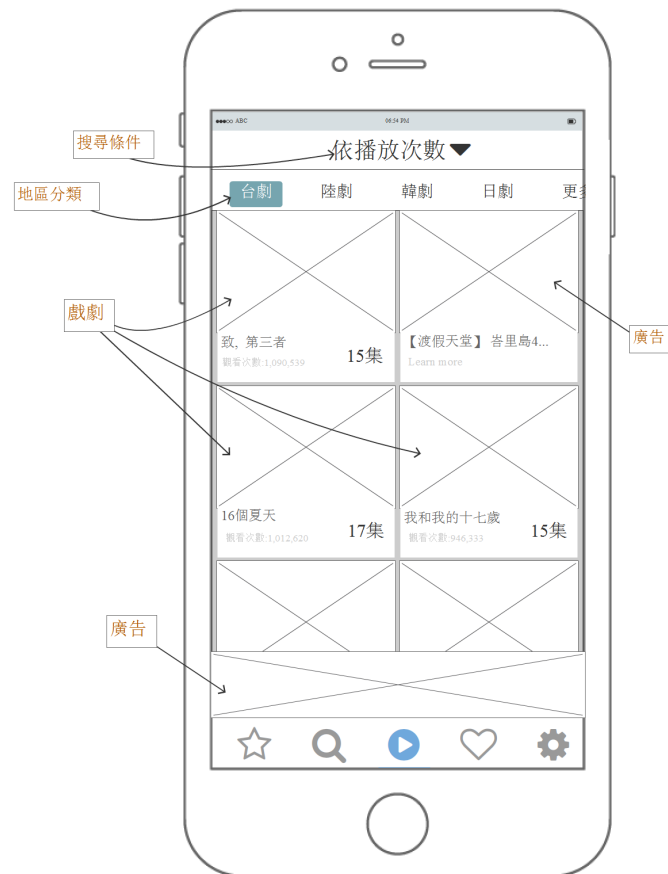 ABC
08:54 PM
搜尋條件
依播放次數
地區分類
台劇
陸劇
韓劇
日劇
更多
戲劇
廣告
致, 第三者
觀看次數:1,090,539
15集
【渡假天堂】 峇里島4...
Learn more
16個夏天
觀看次數:1,012,620
17集
我和我的十七歲
觀看次數:946,333
15集
廣告